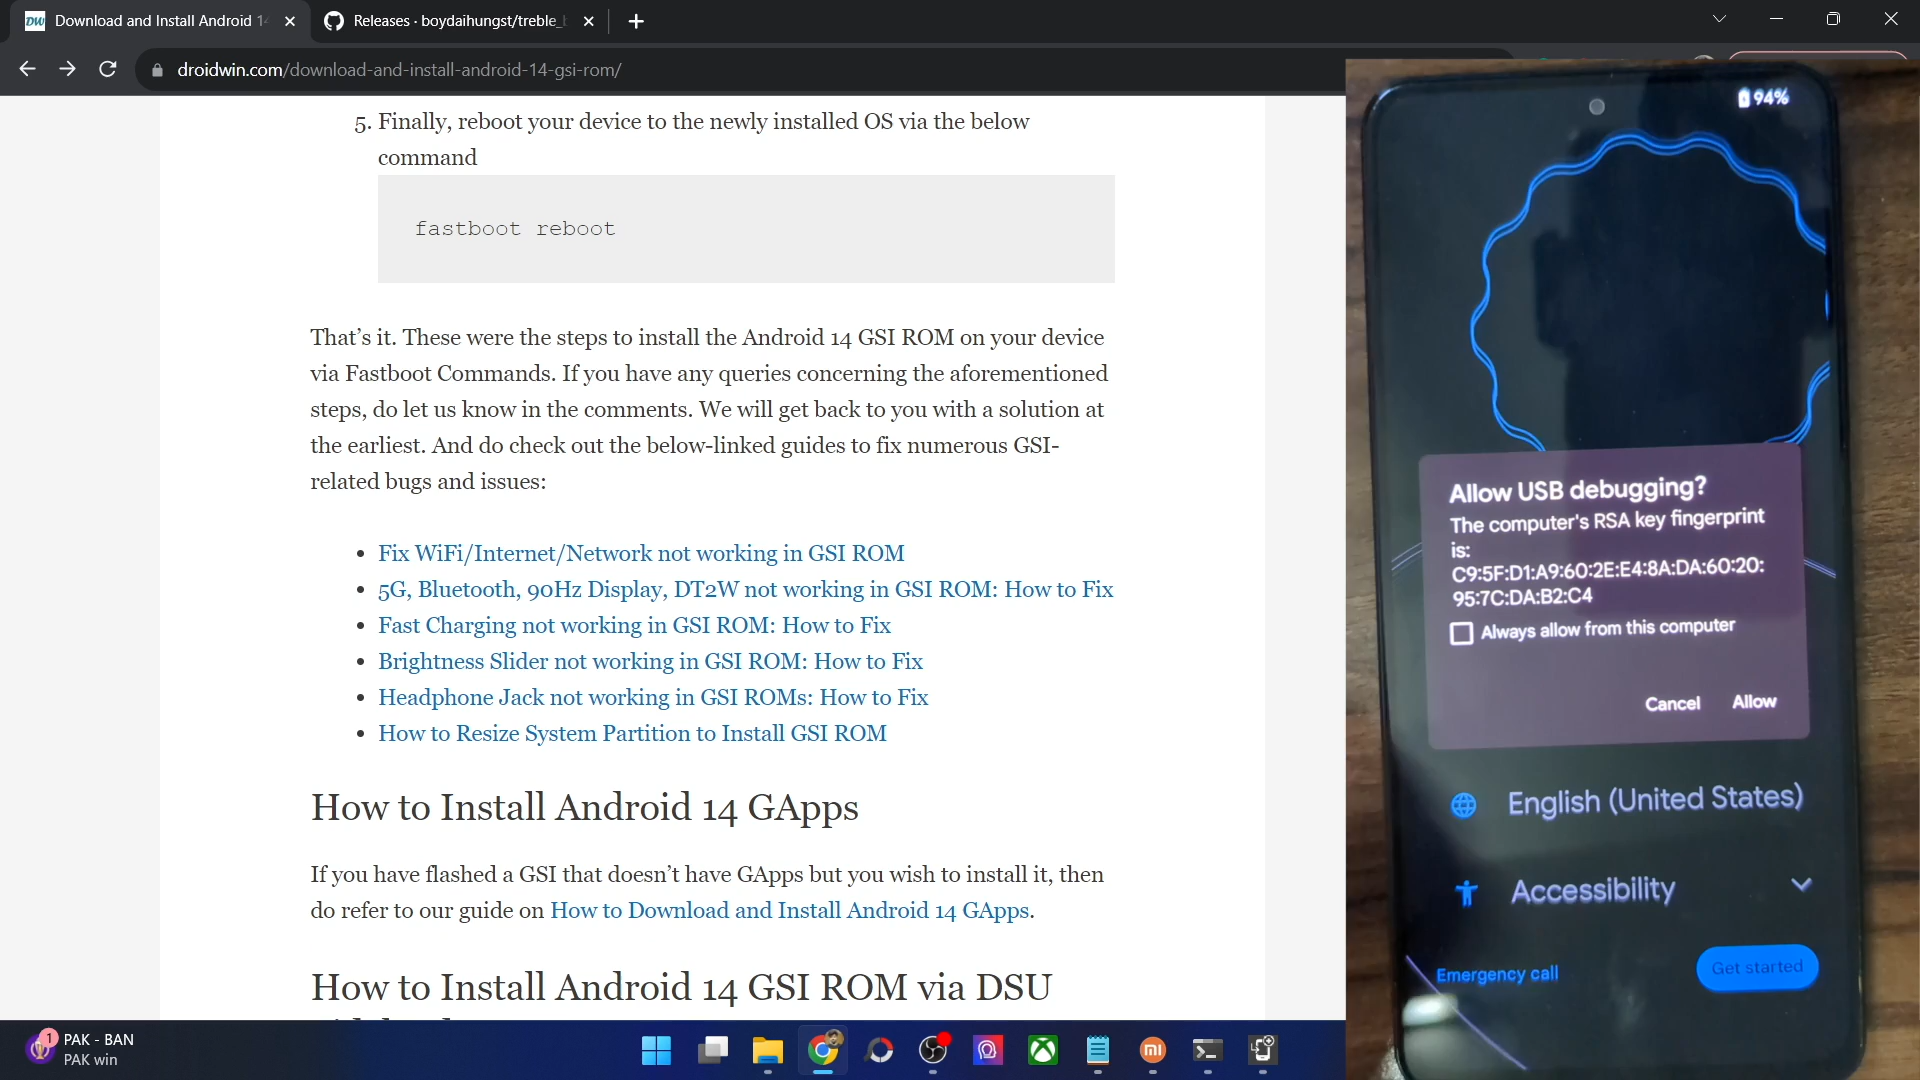 Download and Install Android 14
Releases · boydaihungst/treble_
droidwin.com/download-and-install-android-14-gsi-rom/
5. Finally, reboot your device to the newly installed OS via the below
command
fastboot reboot
That’s it. These were the steps to install the Android 14 GSI ROM on your device
via Fastboot Commands. If you have any queries concerning the aforementioned
steps, do let us know in the comments. We will get back to you with a solution at
the earliest. And do check out the below-linked guides to fix numerous GSI-
related bugs and issues:
• Fix WiFi/Internet/Network not working in GSI ROM
• 5G, Bluetooth, 90Hz Display, DT2W not working in GSI ROM: How to Fix
• Fast Charging not working in GSI ROM: How to Fix
• Brightness Slider not working in GSI ROM: How to Fix
• Headphone Jack not working in GSI ROMs: How to Fix
• How to Resize System Partition to Install GSI ROM
How to Install Android 14 GApps
If you have flashed a GSI that doesn’t have GApps but you wish to install it, then
do refer to our guide on How to Download and Install Android 14 GApps.
How to Install Android 14 GSI ROM via DSU
94%
Allow USB debugging?
The computer's RSA key fingerprint
is:
C9:5F:D1:A9:60:2E:E4:8A:DA:60:20:
95:7C:DA:B2:C4
Always allow from this computer
Cancel Allow
English (United States)
Accessibility
Emergency call
Get started
1
PAK - BAN
PAK win
DW
mi